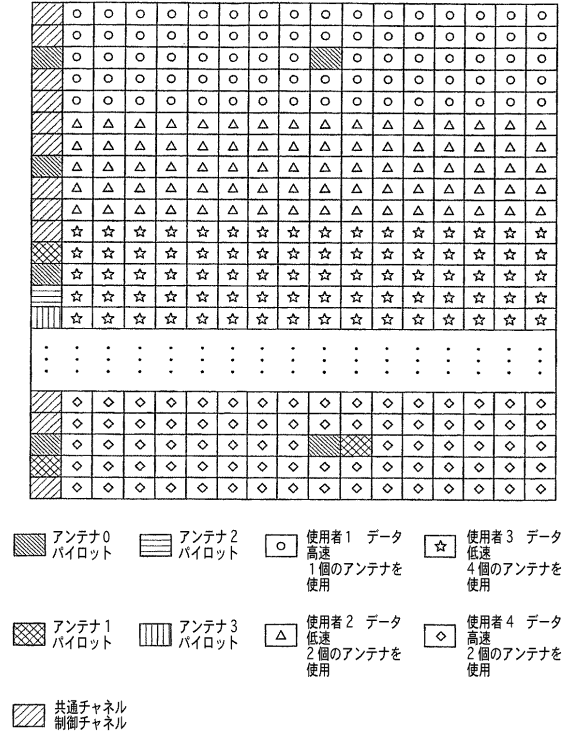 アンテナ0
パイロット
アンテナ2
パイロット
使用者1 データ
高速
1個のアンテナを
使用
使用者3 データ
低速
4個のアンテナを
使用
アンテナ1
パイロット
アンテナ3
パイロット
使用者2 データ
低速
2個のアンテナを
使用
使用者4 データ
高速
2個のアンテナを
使用
共通チャネル
制御チャネル